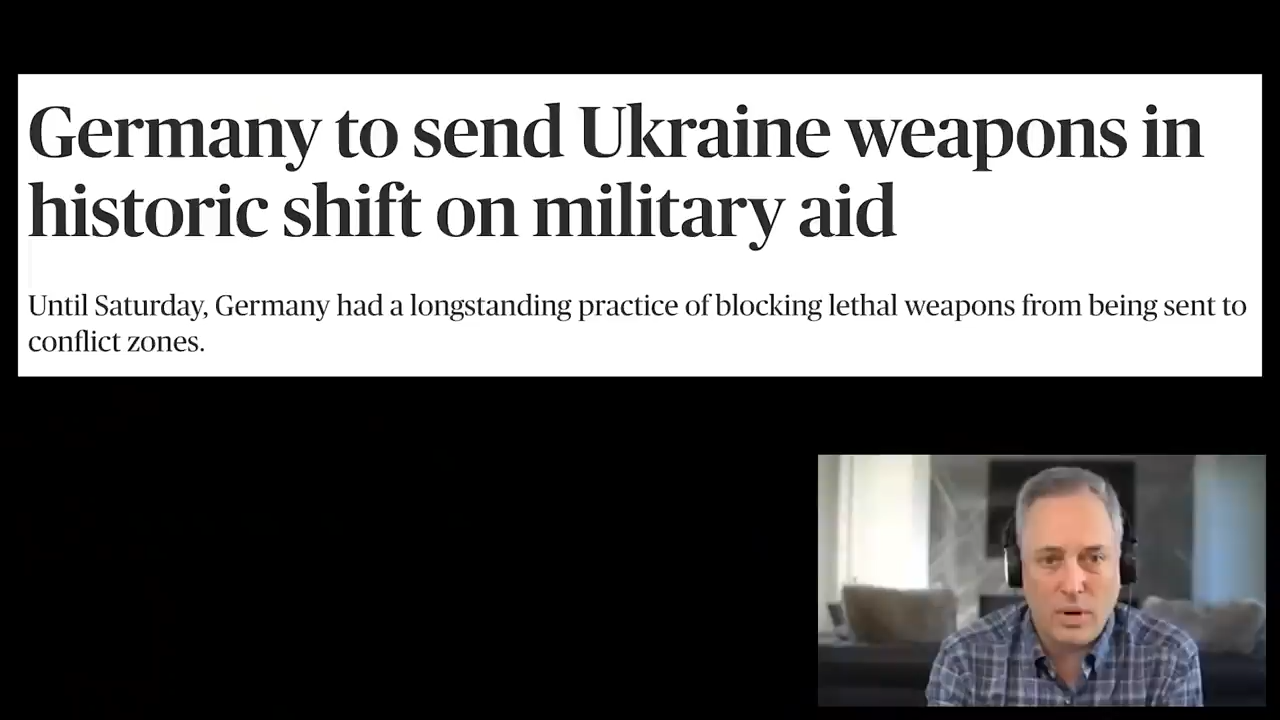 Germany to send Ukraine weapons in
historic shift on military aid
Until Saturday, Germany had a longstanding practice of blocking lethal weapons from being sent to
conflict zones.